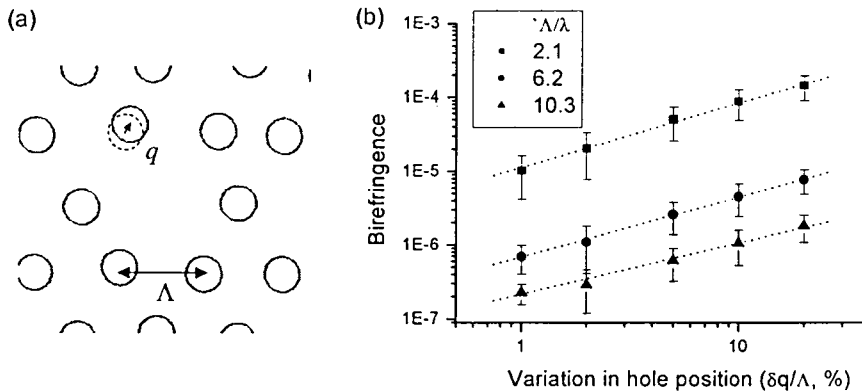 (a)
q
Λ
(b)
Birefringence
1E-3
1E-4
1E-5
1E-6
1E-7
`Λ/λ
2.1
6.2
10.3
1
10
Variation in hole position (δq/Λ, %)